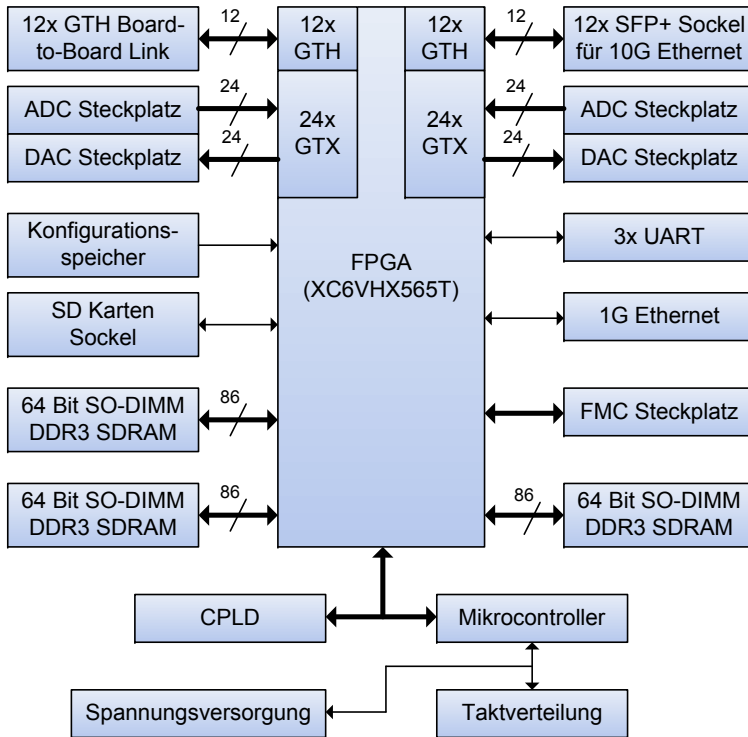 12x GTH Board-
to-Board Link
12
12x
GTH
12x
GTH
12
12x SFP+ Sockel
für 10G Ethernet
ADC Steckplatz
24
24x
GTX
24x
GTX
24
ADC Steckplatz
DAC Steckplatz
24
24
DAC Steckplatz
Konfigurations-
speicher
FPGA
(XC6VHX565T)
3x UART
SD Karten
Sockel
1G Ethernet
64 Bit SO-DIMM
DDR3 SDRAM
86
FMC Steckplatz
64 Bit SO-DIMM
DDR3 SDRAM
86
86
64 Bit SO-DIMM
DDR3 SDRAM
CPLD
Mikrocontroller
Spannungsversorgung
Taktverteilung